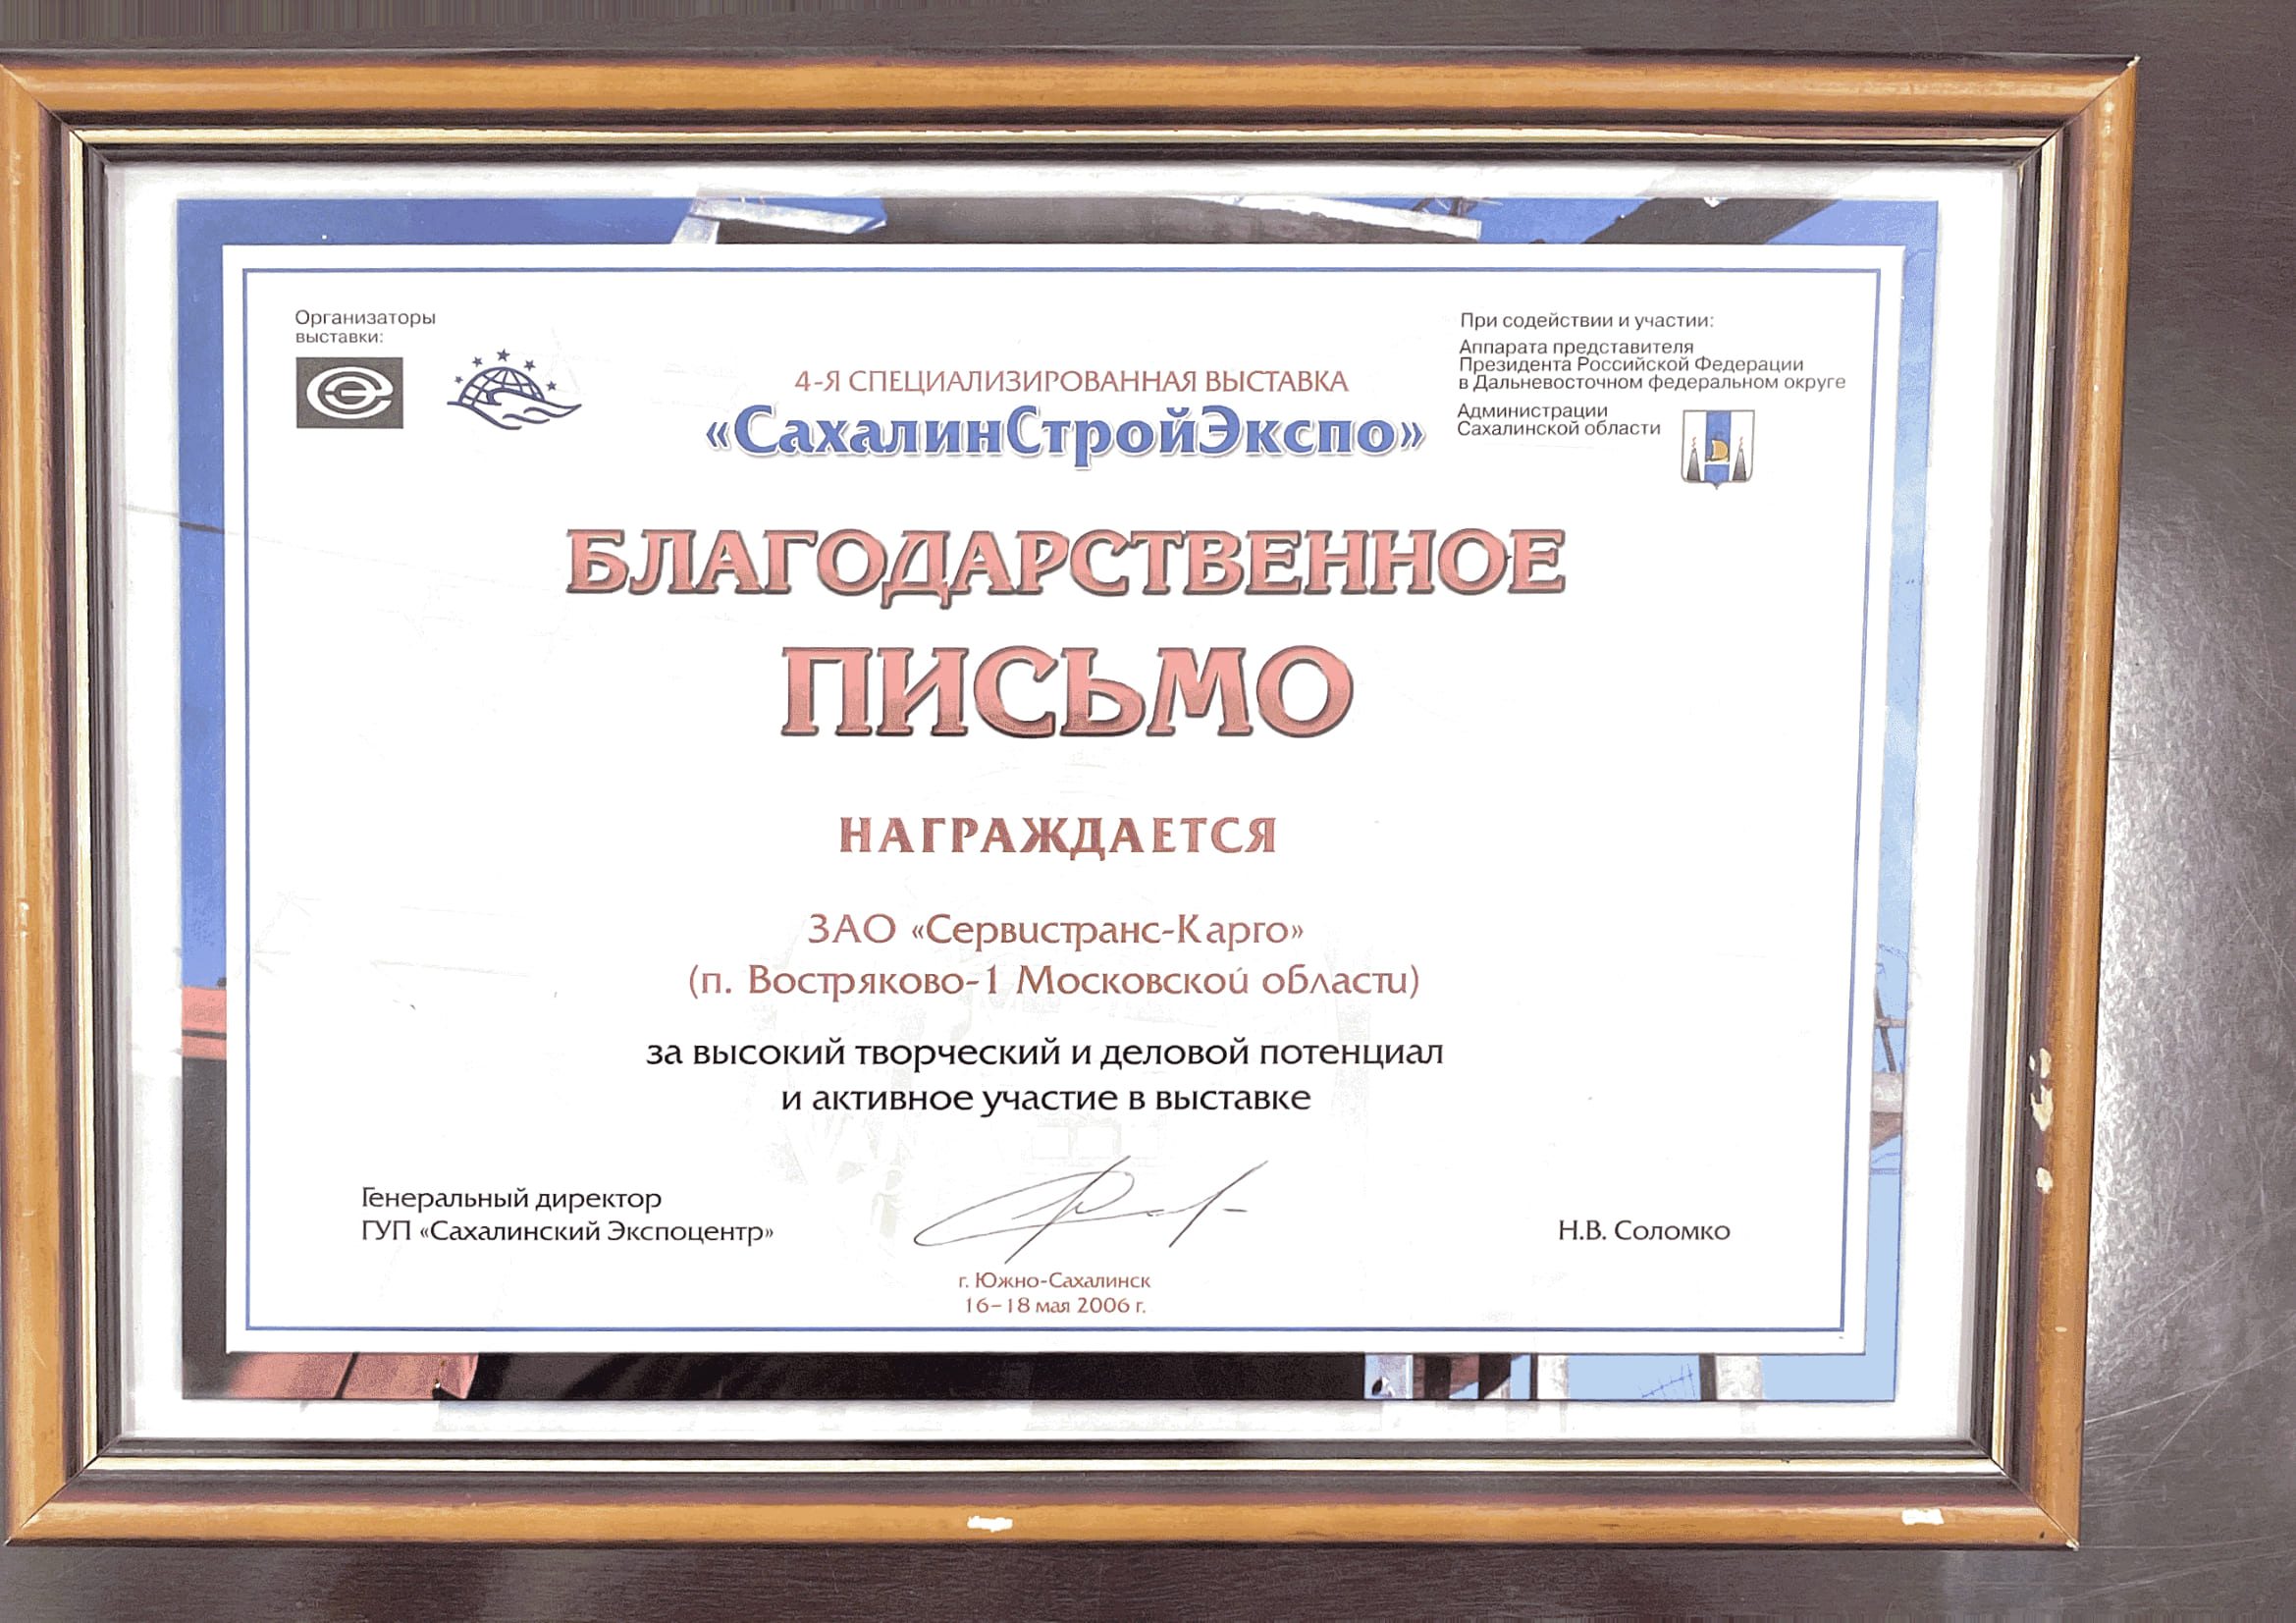 Организаторы
выставки:
При содействии и участии:
Аппарата представителя
Президента Российской Федерации
в Дальневосточном федеральном округе
Администрации
Сахалинской области
4-Я СПЕЦИАЛИЗИРОВАННАЯ ВЫСТАВКА
«СахалинСтройЭкспо»
БЛАГОДАРСТВЕННОЕ
ПИСЬМО
НАГРАЖДАЕТСЯ
ЗАО «Сервистранс-Карго»
(п. Востряково-1 Московской области)
за высокий творческий и деловой потенциал
и активное участие в выставке
Генеральный директор
ГУП «Сахалинский Экспоцентр»
Н.В. Соломко
г. Южно-Сахалинск
16–18 мая 2006 г.